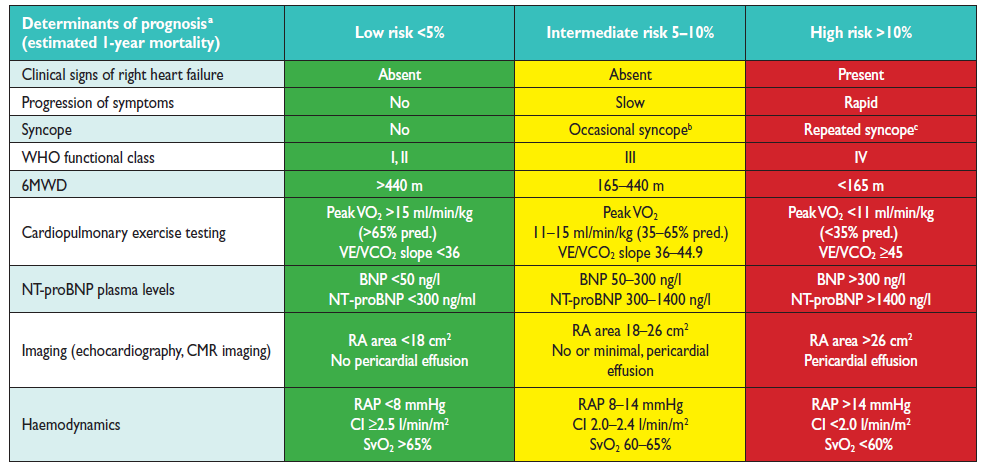 Determinants of prognosisᵃ
(estimated 1-year mortality)
Low risk <5%
Intermediate risk 5–10%
High risk >10%
Clinical signs of right heart failure
Absent
Absent
Present
Progression of symptoms
No
Slow
Rapid
Syncope
No
Occasional syncopeᵇ
Repeated syncopeᶜ
WHO functional class
I, II
III
IV
6MWD
>440 m
165–440 m
<165 m
Cardiopulmonary exercise testing
Peak VO₂ >15 ml/min/kg
(>65% pred.)
VE/VCO₂ slope <36
Peak VO₂
11–15 ml/min/kg (35–65% pred.)
VE/VCO₂ slope 36–44.9
Peak VO₂ <11 ml/min/kg
(<35% pred.)
VE/VCO₂ ≥45
NT-proBNP plasma levels
BNP <50 ng/l
NT-proBNP <300 ng/ml
BNP 50–300 ng/l
NT-proBNP 300–1400 ng/l
BNP >300 ng/l
NT-proBNP >1400 ng/l
Imaging (echocardiography, CMR imaging)
RA area <18 cm²
No pericardial effusion
RA area 18–26 cm²
No or minimal, pericardial
effusion
RA area >26 cm²
Pericardial effusion
Haemodynamics
RAP <8 mmHg
CI ≥2.5 l/min/m²
SvO₂ >65%
RAP 8–14 mmHg
CI 2.0–2.4 l/min/m²
SvO₂ 60–65%
RAP >14 mmHg
CI <2.0 l/min/m²
SvO₂ <60%